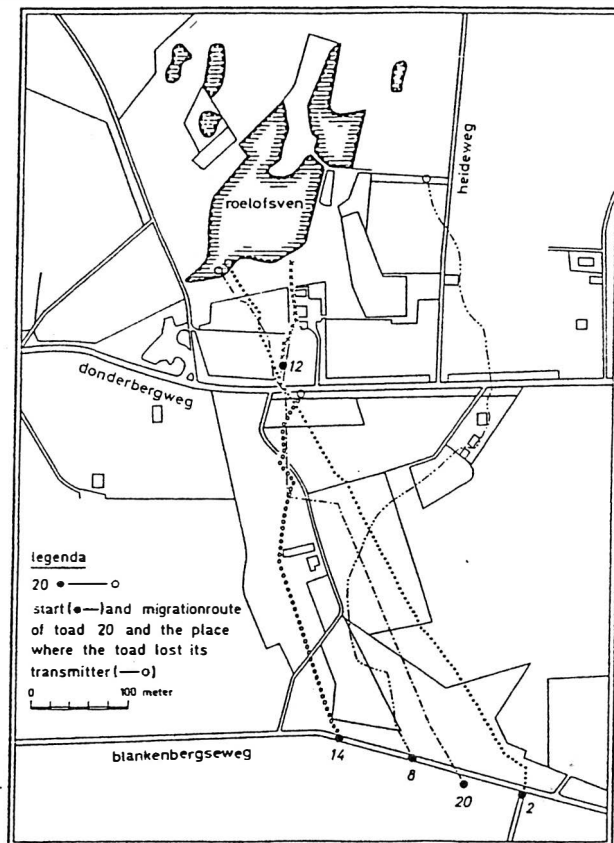 roelofsven
heideweg
12
donderbergweg
legenda
20
start(●—)and migrationroute
of toad 20 and the place
where the toad lost its
transmitter(—○)
0 100 meter
blankenbergseweg
14
8
20
2